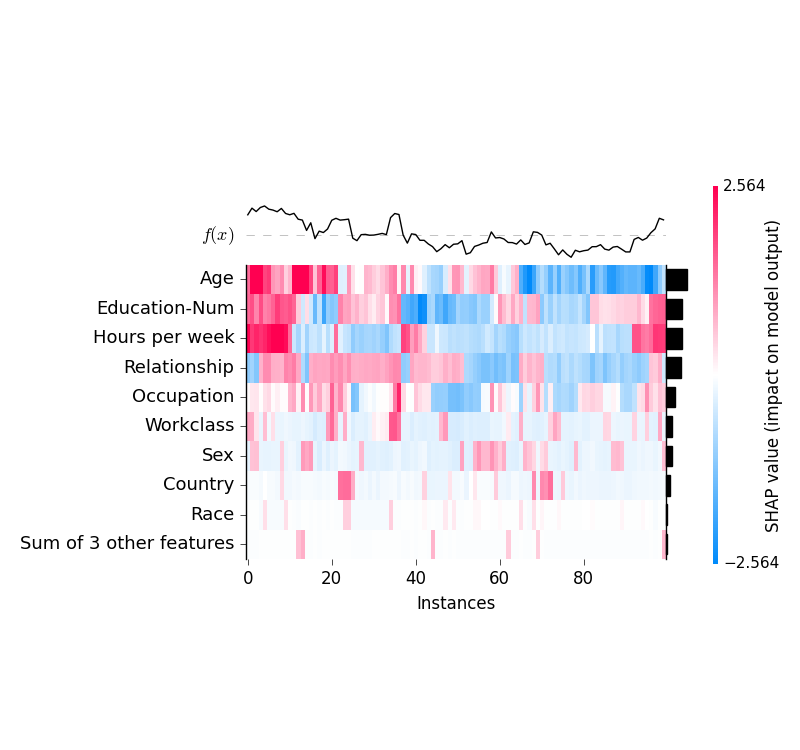 2.564
f(x)
Age
Education-Num
Hours per week
Relationship
Occupation
Workclass
Sex
Country
Race
Sum of 3 other features
0 20 40 60 80
Instances
−2.564
SHAP value (impact on model output)